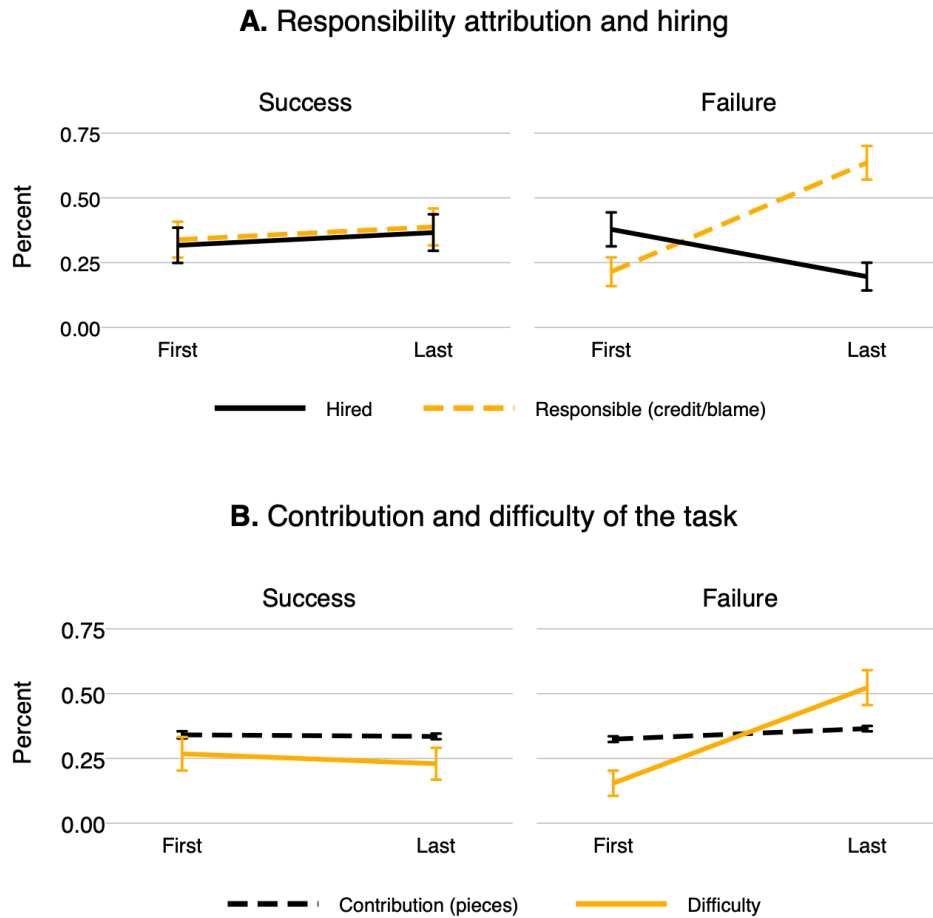 A. Responsibility attribution and hiring
Success Failure
0.75
0.50
0.25
0.00
Percent
First Last First Last
Hired Responsible (credit/blame)
B. Contribution and difficulty of the task
Success Failure
0.75
0.50
0.25
0.00
Percent
First Last First Last
Contribution (pieces) Difficulty